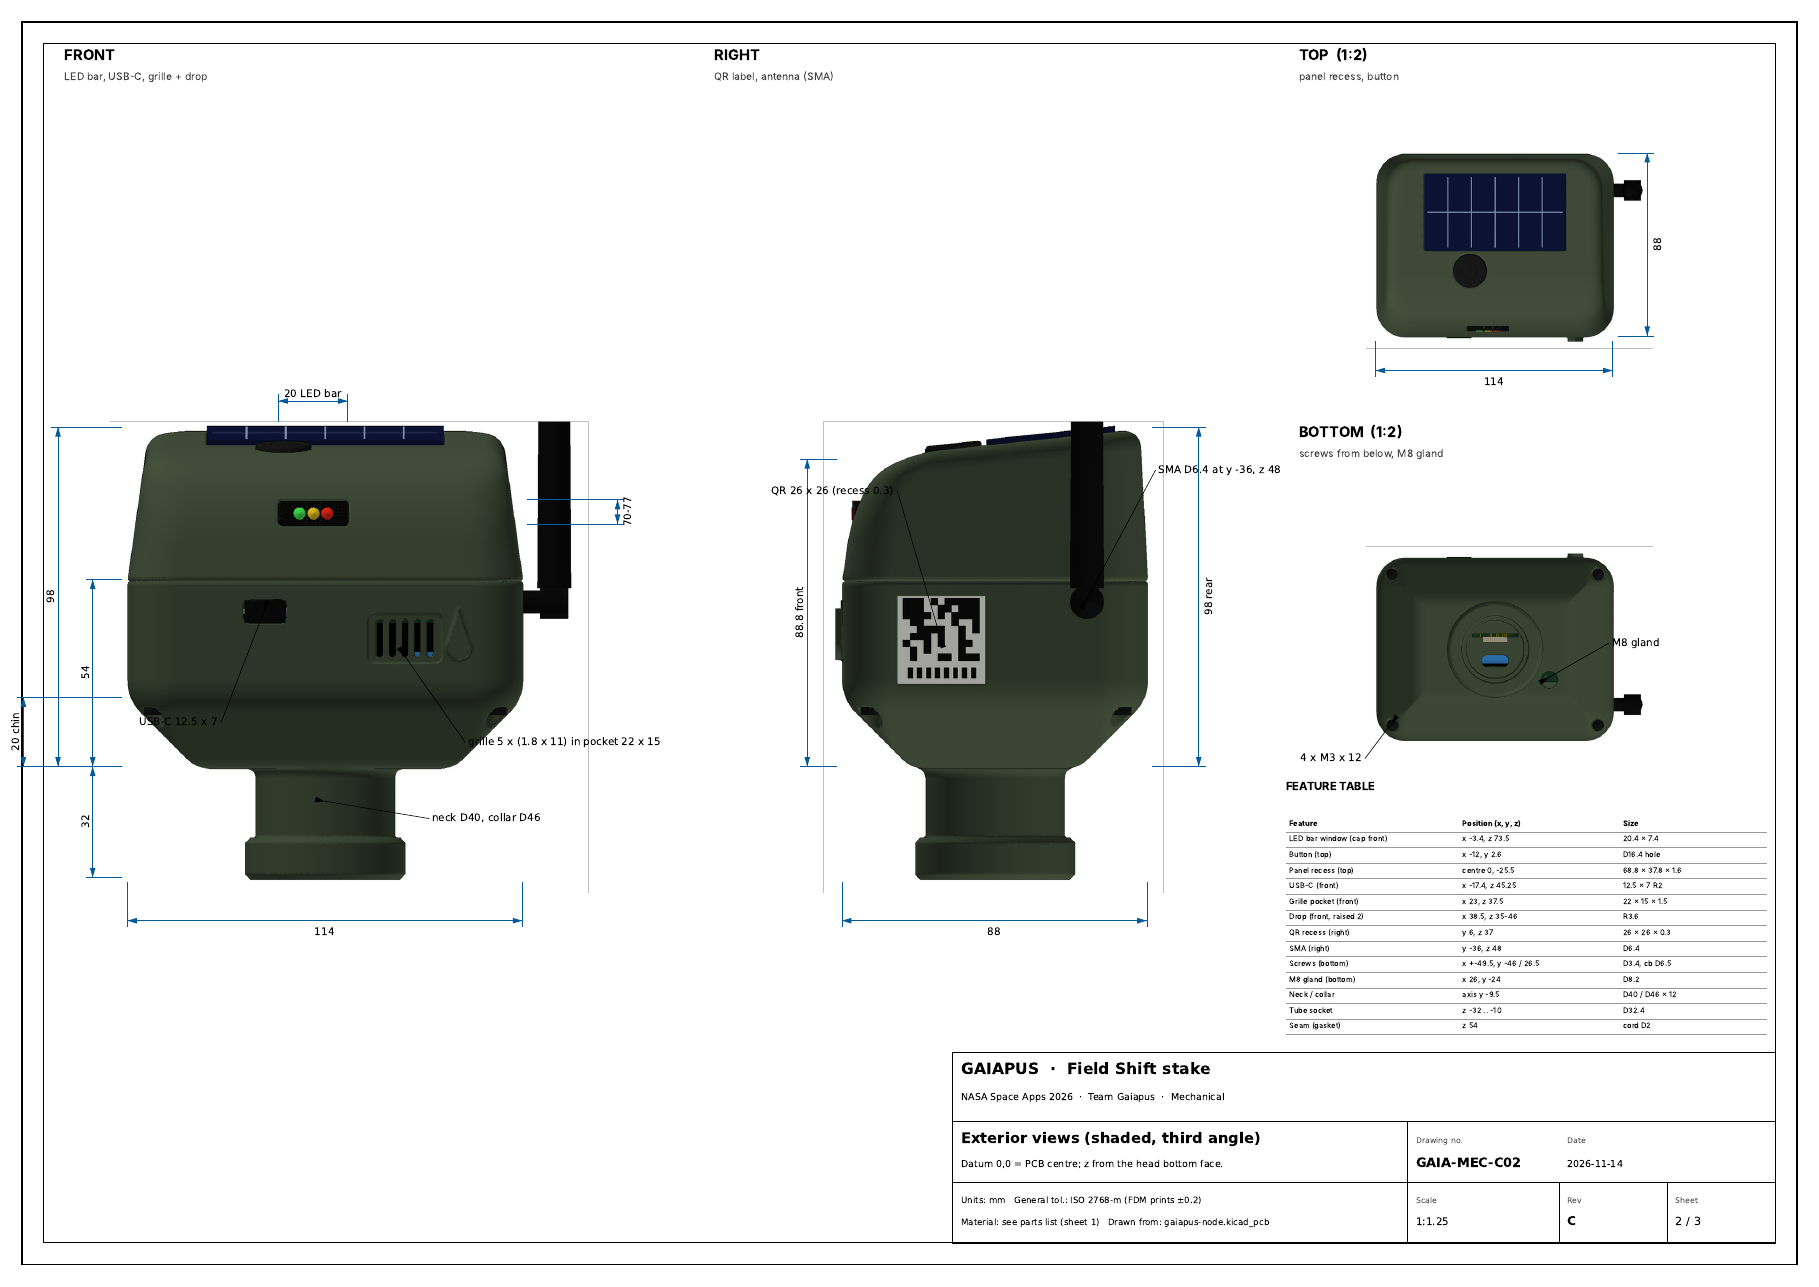 FRONT
LED bar, USB-C, grille + drop
RIGHT
QR label, antenna (SMA)
TOP (1:2)
panel recess, button
88
114
20 LED bar
70-77
98
54
20 chin
32
USB-C 12.5 x 7
grille 5 x (1.8 x 11) in pocket 22 x 15
neck D40, collar D46
114
QR 26 x 26 (recess 0.3)
SMA D6.4 at y -36, z 48
88.8 front
98 rear
88
BOTTOM (1:2)
screws from below, M8 gland
M8 gland
4 x M3 x 12
FEATURE TABLE
Feature Position (x, y, z) Size
LED bar window (cap front) x -3.4, z 73.5 20.4 × 7.4
Button (top) x -12, y 2.6 D16.4 hole
Panel recess (top) centre 0, -25.5 68.8 × 37.8 × 1.6
USB-C (front) x -17.4, z 45.25 12.5 × 7 R2
Grille pocket (front) x 23, z 37.5 22 × 15 × 1.5
Drop (front, raised 2) x 38.5, z 35-46 R3.6
QR recess (right) y 6, z 37 26 × 26 × 0.3
SMA (right) y -36, z 48 D6.4
Screws (bottom) x +-49.5, y -46 / 26.5 D3.4, cb D6.5
M8 gland (bottom) x 26, y -24 D8.2
Neck / collar axis y -9.5 D40 / D46 × 12
Tube socket z -32 .. -10 D32.4
Seam (gasket) z 54 cord D2
GAIAPUS · Field Shift stake
NASA Space Apps 2026 · Team Gaiapus · Mechanical
Exterior views (shaded, third angle)
Datum 0,0 = PCB centre; z from the head bottom face.
Drawing no. Date
GAIA-MEC-C02 2026-11-14
Units: mm General tol.: ISO 2768-m (FDM prints ±0.2)
Material: see parts list (sheet 1) Drawn from: gaiapus-node.kicad_pcb
Scale Rev Sheet
1:1.25 C 2 / 3